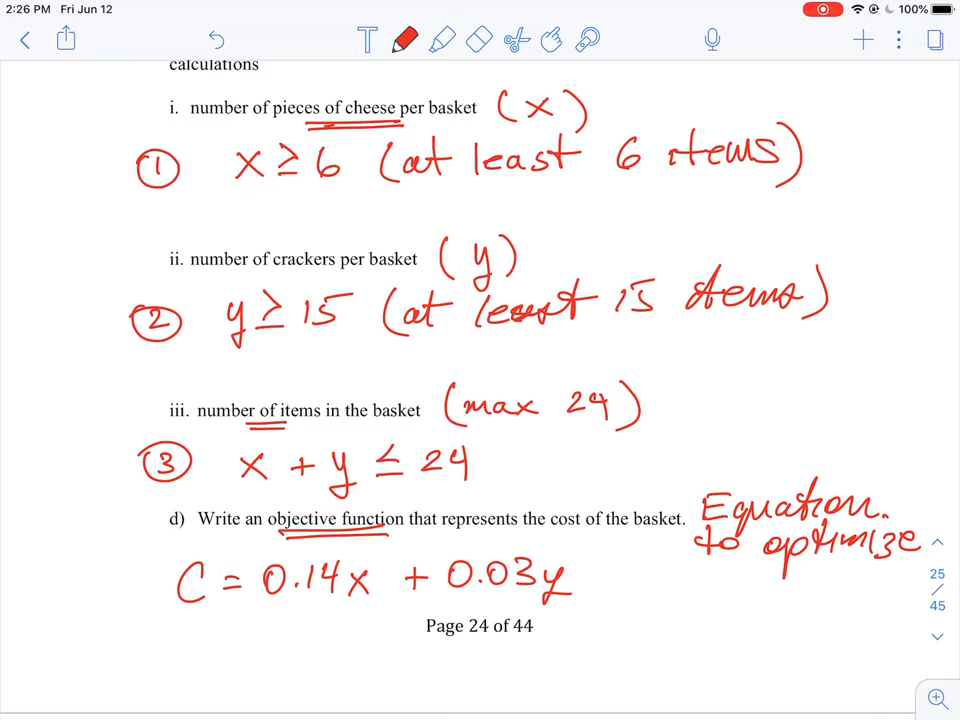 2:26 PM Fri Jun 12 100%
T
calculations
i. number of pieces of cheese per basket (x)
① x ≥ 6 (at least 6 items)
ii. number of crackers per basket (y)
② y ≥ 15 (at least 15 items)
iii. number of items in the basket (max 24)
③ x + y ≤ 24
d) Write an objective function that represents the cost of the basket. Equation.
to optimize
C = 0.14x + 0.03y
25
/
45
Page 24 of 44